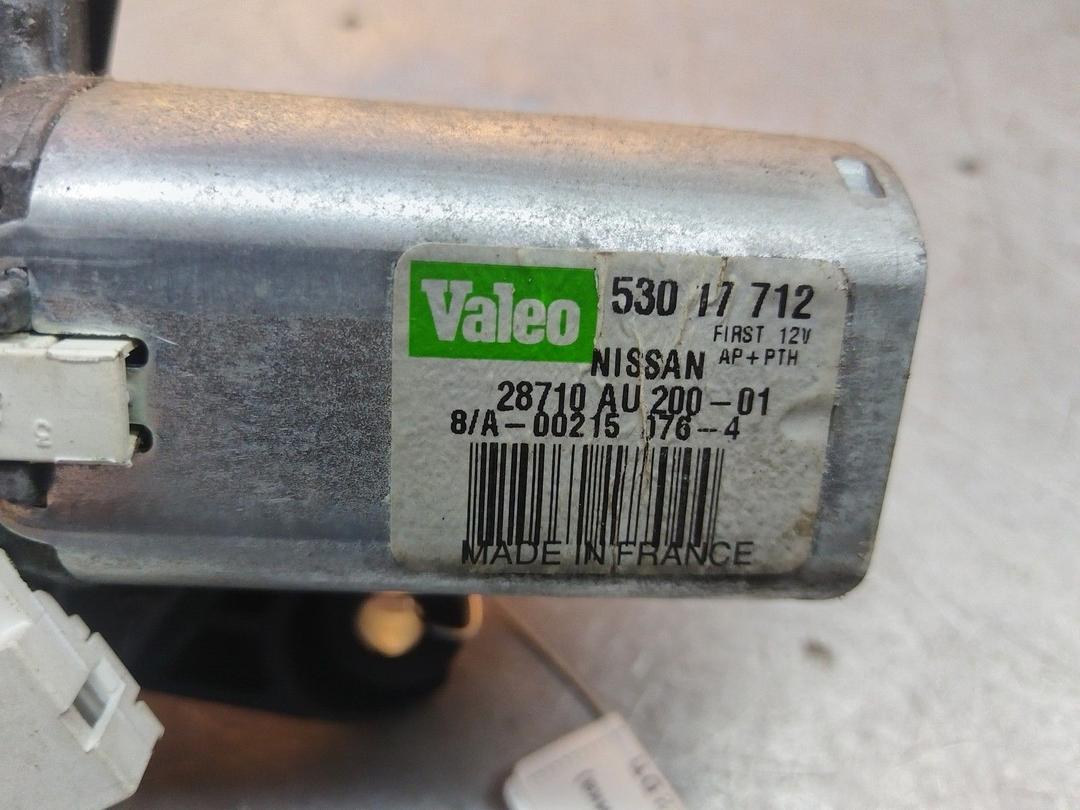 Valeo 530 17 712
FIRST 12V
NISSAN AP+PTH
28710 AU 200-01
8/A-00215 176-4
MADE IN FRANCE
3